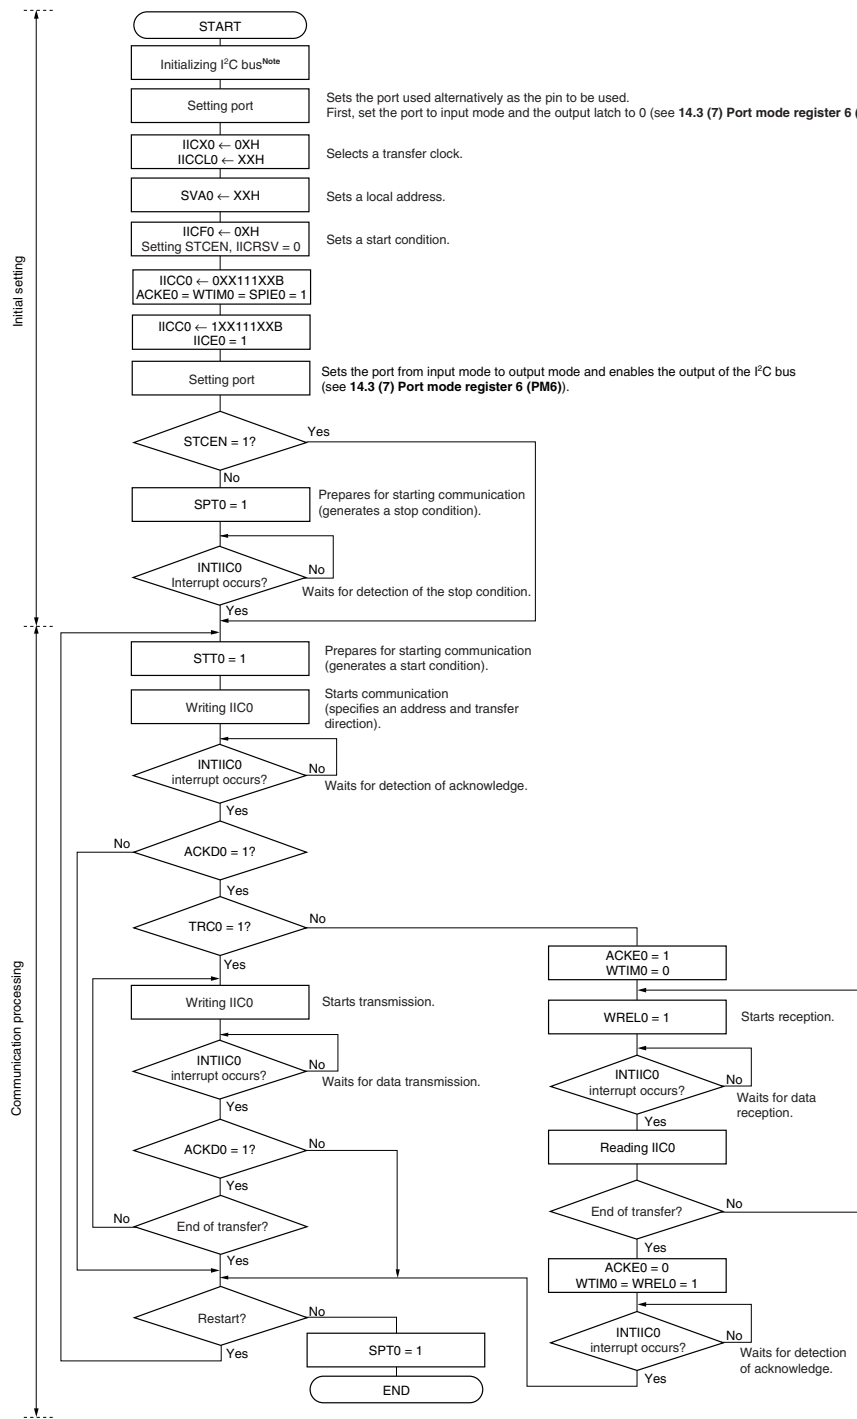 START
Initializing I²C bus^Note
Setting port
Sets the port used alternatively as the pin to be used.
First, set the port to input mode and the output latch to 0 (see 14.3 (7) Port mode register 6 (
IICX0 ← 0XH
IICCL0 ← XXH
Selects a transfer clock.
SVA0 ← XXH
Sets a local address.
IICF0 ← 0XH
Setting STCEN, IICRSV = 0
Sets a start condition.
Initial setting
IICC0 ← 0XX111XXB
ACKE0 = WTIM0 = SPIE0 = 1
IICC0 ← 1XX111XXB
IICE0 = 1
Setting port
Sets the port from input mode to output mode and enables the output of the I²C bus
(see 14.3 (7) Port mode register 6 (PM6)).
STCEN = 1?
Yes
No
SPT0 = 1
Prepares for starting communication
(generates a stop condition).
INTIIC0
Interrupt occurs?
No
Waits for detection of the stop condition.
Yes
STT0 = 1
Prepares for starting communication
(generates a start condition).
Writing IIC0
Starts communication
(specifies an address and transfer
direction).
INTIIC0
interrupt occurs?
No
Waits for detection of acknowledge.
Yes
No
ACKD0 = 1?
Yes
TRC0 = 1?
No
Yes
Communication processing
ACKE0 = 1
WTIM0 = 0
Writing IIC0
Starts transmission.
WREL0 = 1
Starts reception.
INTIIC0
interrupt occurs?
No
Waits for data transmission.
Yes
INTIIC0
interrupt occurs?
No
Waits for data
reception.
Yes
ACKD0 = 1?
No
Yes
Reading IIC0
No
End of transfer?
Yes
End of transfer?
No
Yes
ACKE0 = 0
WTIM0 = WREL0 = 1
Restart?
No
Yes
INTIIC0
interrupt occurs?
No
Waits for detection
of acknowledge.
Yes
SPT0 = 1
END